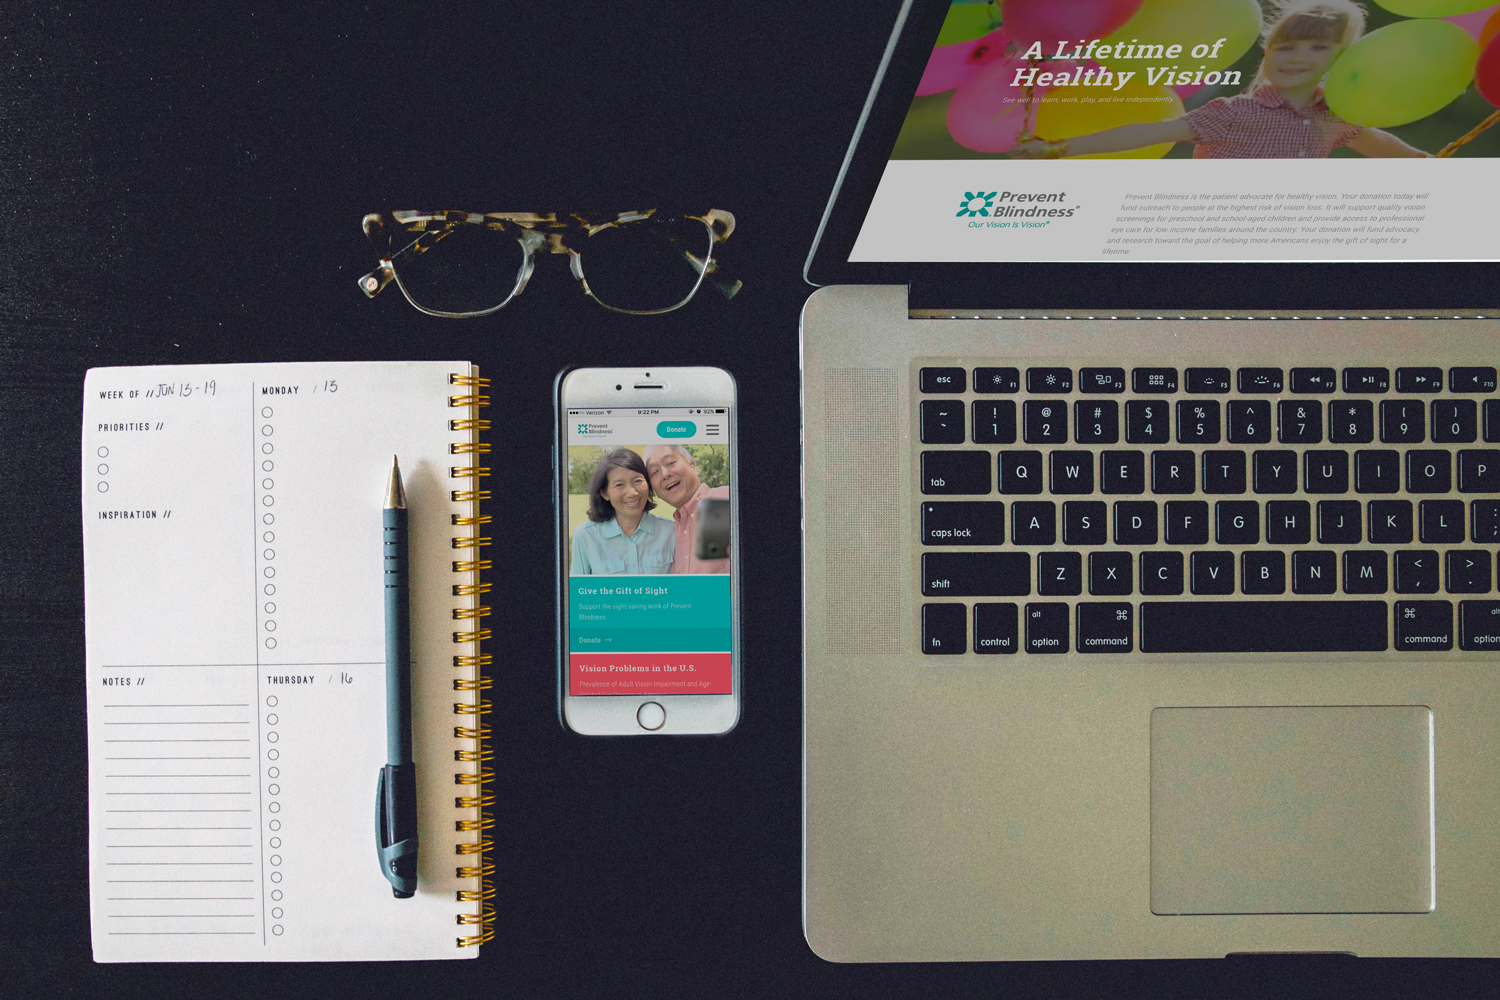 A Lifetime of
Healthy Vision
See well to learn, work, play, and live independently.
Prevent
Blindness®
Our Vision Is Vision®
Prevent Blindness is the patient advocate for healthy vision. Your donation today will
fund outreach to people at the highest risk of vision loss. It will support quality vision
screenings for preschool and school-aged children and provide access to professional
eye care for low income families around the country. Your donation will fund advocacy
and research toward the goal of helping more Americans enjoy the gift of sight for a
lifetime.
WEEK OF // JUN 13-19
MONDAY / 13
PRIORITIES //
INSPIRATION //
NOTES //
THURSDAY / 16
Verizon 9:22 PM 92%
Prevent
Blindness
Donate
Give the Gift of Sight
Support the sight-saving work of Prevent
Blindness.
Donate →
Vision Problems in the U.S.
Prevalence of Adult Vision Impairment and Age-
esc F1 F2 F3 F4 F5 F6 F7 F8 F9 F10
~ ! @ # $ % ^ & * ( )
` 1 2 3 4 5 6 7 8 9 0
tab Q W E R T Y U I O P
caps lock A S D F G H J K L : ;
shift Z X C V B N M < , > .
fn control alt option ⌘ command ⌘ command alt option